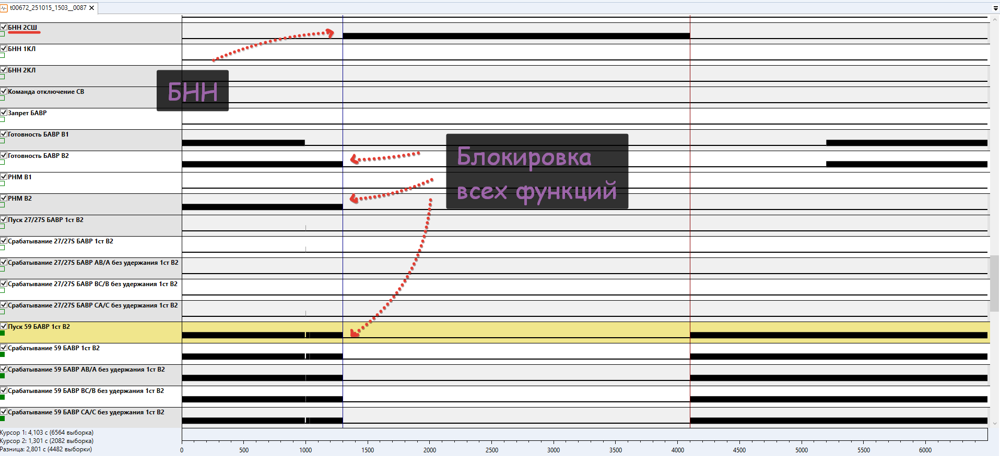 t00672_251015_1503__0087
БНН 2СШ
БНН 1КЛ
БНН 2КЛ
БНН
Команда отключение СВ
Запрет БАВР
Готовность БАВР В1
Готовность БАВР В2
Блокировка
всех функций
РНМ В1
РНМ В2
Пуск 27/27S БАВР 1ст В2
Срабатывание 27/27S БАВР 1ст В2
Срабатывание 27/27S БАВР AB/A без удержания 1ст В2
Срабатывание 27/27S БАВР BC/B без удержания 1ст В2
Срабатывание 27/27S БАВР CA/C без удержания 1ст В2
Пуск 59 БАВР 1ст В2
Срабатывание 59 БАВР 1ст В2
Срабатывание 59 БАВР AB/A без удержания 1ст В2
Срабатывание 59 БАВР BC/B без удержания 1ст В2
Срабатывание 59 БАВР CA/C без удержания 1ст В2
Курсор 1: 4,103 с (6564 выборка)
Курсор 2: 1,301 с (2082 выборка)
Разница: 2,801 с (4482 выборки)
0 500 1000 1500 2000 2500 3000 3500 4000 4500 5000 5500 6000